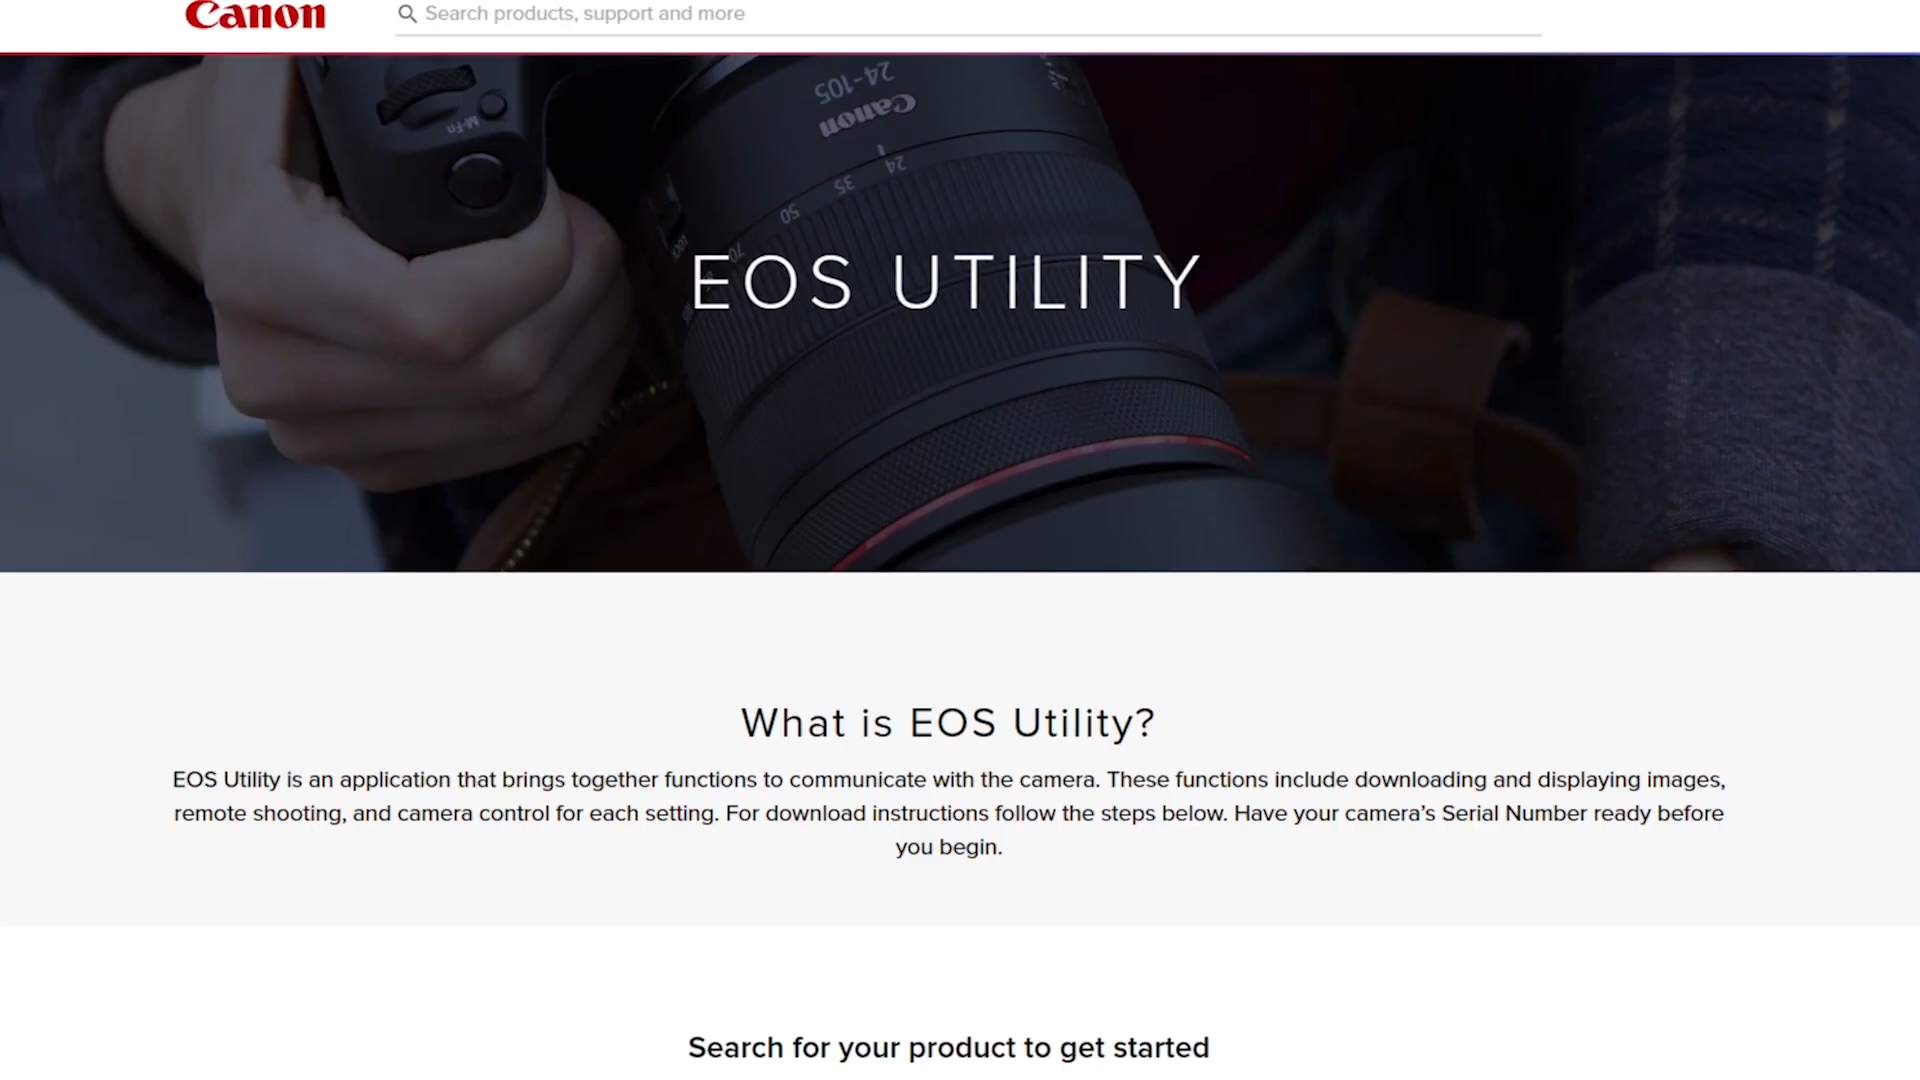 Canon
Search products, support and more
24-105
Canon
24
35
50
70
M-Fn
LOCK
EOS UTILITY
What is EOS Utility?
EOS Utility is an application that brings together functions to communicate with the camera. These functions include downloading and displaying images,
remote shooting, and camera control for each setting. For download instructions follow the steps below. Have your camera’s Serial Number ready before
you begin.
Search for your product to get started